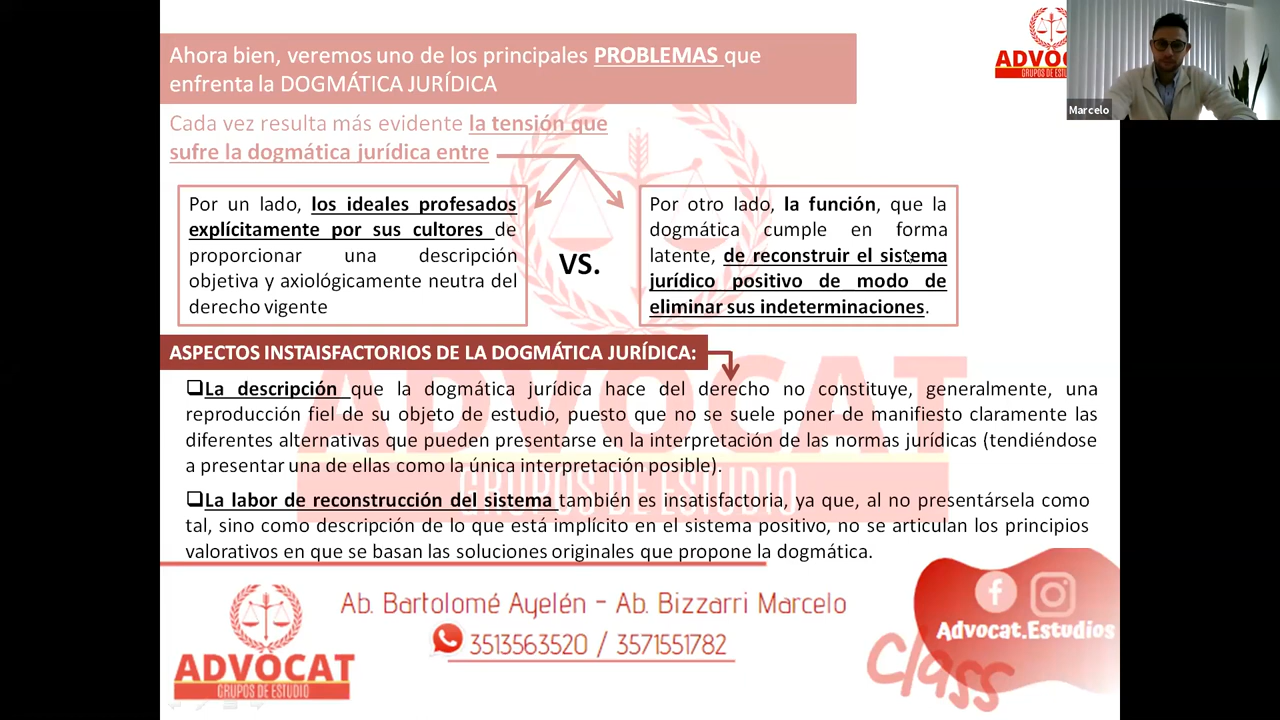 Ahora bien, veremos uno de los principales PROBLEMAS que
enfrenta la DOGMÁTICA JURÍDICA
ADVOC
GRUPOS DE ESTUD
Marcelo
Cada vez resulta más evidente la tensión que
sufre la dogmática jurídica entre
Por un lado, los ideales profesados
explícitamente por sus cultores de
proporcionar una descripción
objetiva y axiológicamente neutra del
derecho vigente
VS.
Por otro lado, la función, que la
dogmática cumple en forma
latente, de reconstruir el sistema
jurídico positivo de modo de
eliminar sus indeterminaciones.
ASPECTOS INSTAISFACTORIOS DE LA DOGMÁTICA JURÍDICA:
La descripción que la dogmática jurídica hace del derecho no constituye, generalmente, una
reproducción fiel de su objeto de estudio, puesto que no se suele poner de manifiesto claramente las
diferentes alternativas que pueden presentarse en la interpretación de las normas jurídicas (tendiéndose
a presentar una de ellas como la única interpretación posible).
La labor de reconstrucción del sistema también es insatisfactoria, ya que, al no presentársela como
tal, sino como descripción de lo que está implícito en el sistema positivo, no se articulan los principios
valorativos en que se basan las soluciones originales que propone la dogmática.
ADVOCAT
GRUPOS DE ESTUDIO
Ab. Bartolomé Ayelén - Ab. Bizzarri Marcelo
3513563520 / 3571551782
ADVOCAT
GRUPOS DE ESTUDIO
Advocat.Estudios
class